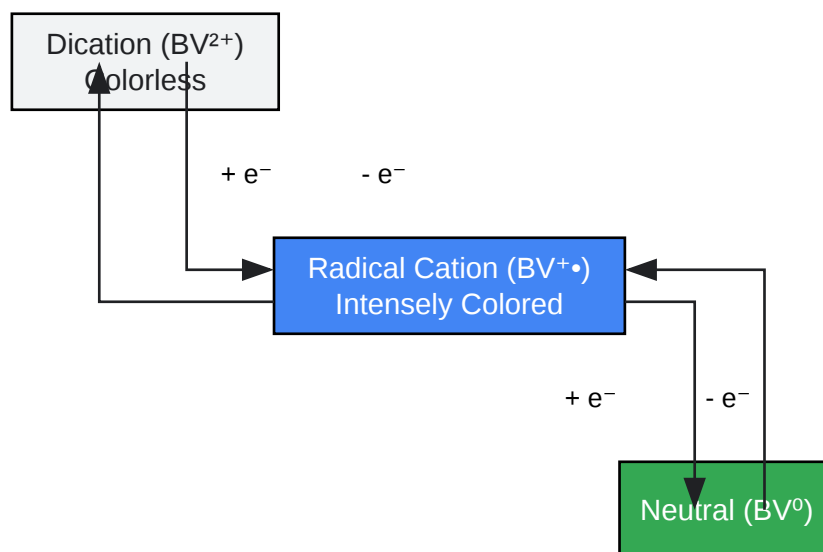 Dication (BV²⁺)
Colorless
+ e⁻
- e⁻
Radical Cation (BV⁺•)
Intensely Colored
+ e⁻
- e⁻
Neutral (BV⁰)